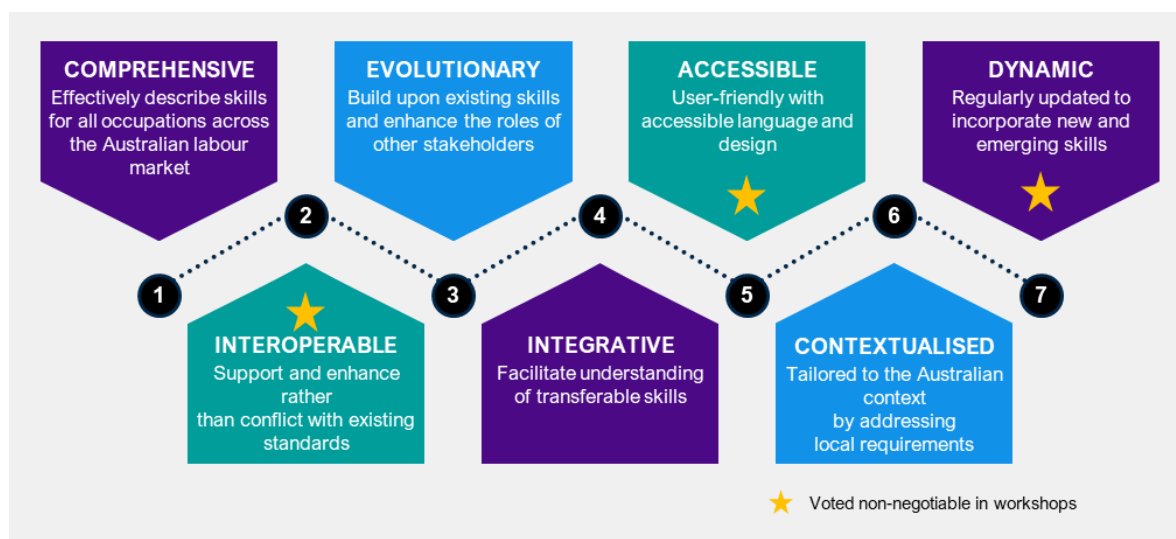 COMPREHENSIVE
Effectively describe skills
for all occupations across
the Australian labour
market
1
2
INTEROPERABLE
Support and enhance
rather
than conflict with existing
standards
EVOLUTIONARY
Build upon existing skills
and enhance the roles of
other stakeholders
3
4
INTEGRATIVE
Facilitate understanding
of transferable skills
ACCESSIBLE
User-friendly with
accessible language and
design
5
6
CONTEXTUALISED
Tailored to the Australian
context
by addressing
local requirements
DYNAMIC
Regularly updated to
incorporate new and
emerging skills
7
Voted non-negotiable in workshops